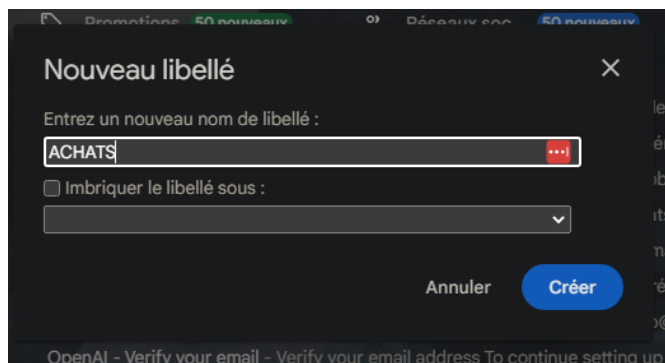 Promotions 50 nouveaux Réseaux soc 50 nouveaux
Nouveau libellé
Entrez un nouveau nom de libellé :
ACHATS
Imbriquer le libellé sous :
Annuler Créer
OpenAI - Verify your email - Verify your email address To continue setting up